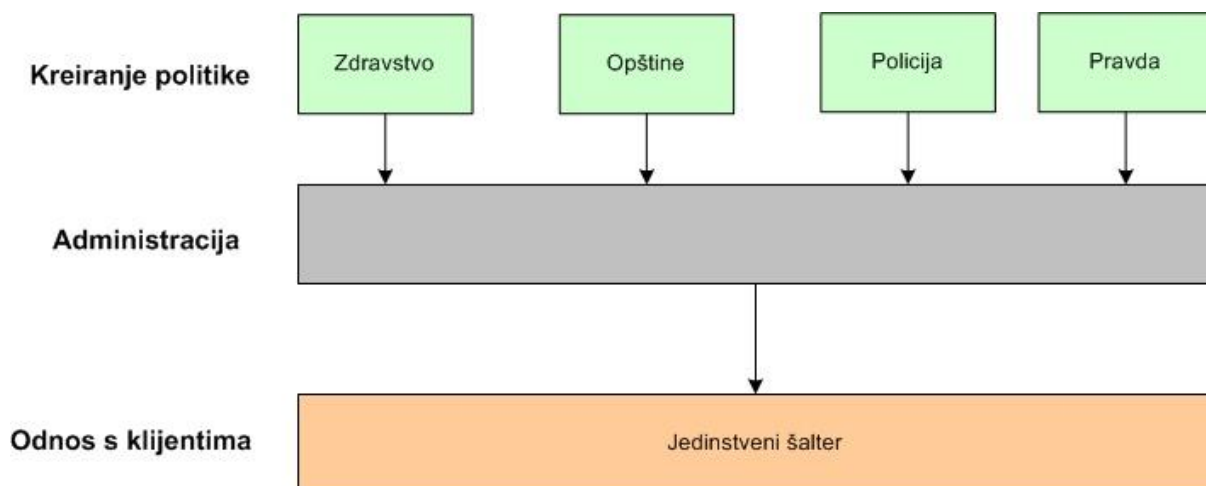 Kreiranje politike
Zdravstvo
Opštine
Policija
Pravda
Administracija
Odnos s klijentima
Jedinstveni šalter